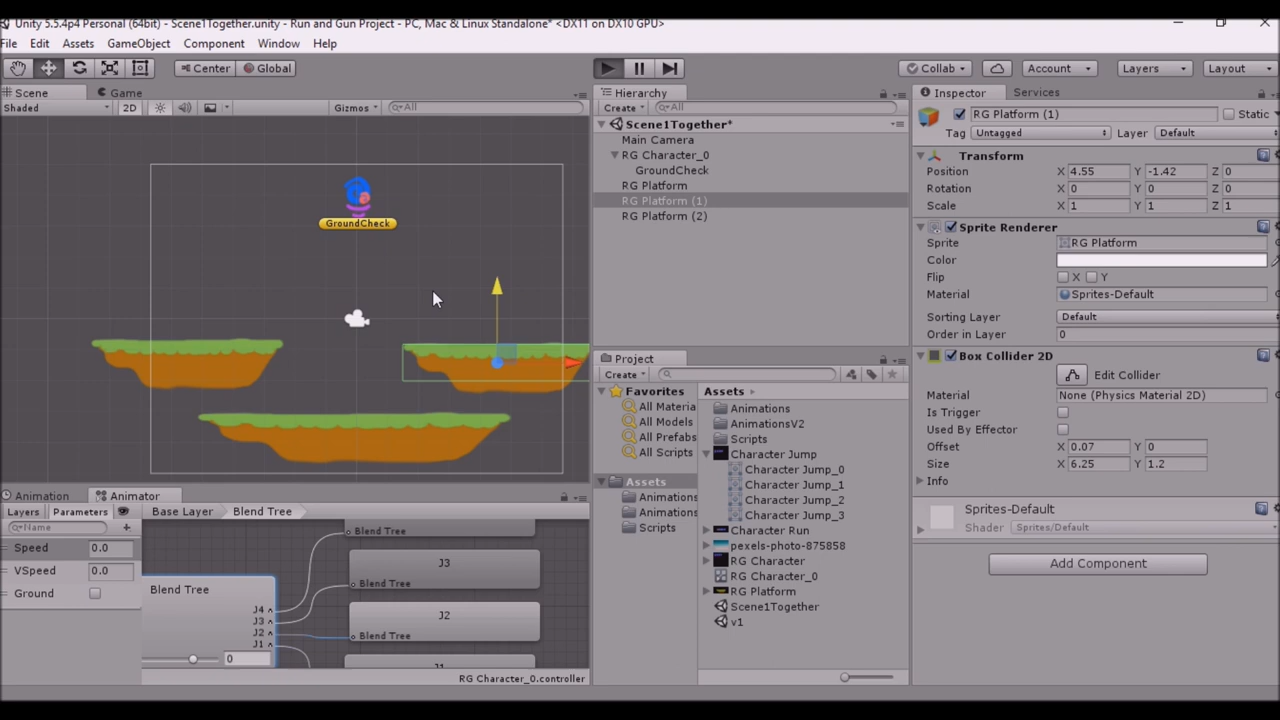 Unity 5.5.4p4 Personal (64bit) - Scene1Together.unity - Run and Gun Project - PC, Mac & Linux Standalone* <DX11 on DX10 GPU>
File Edit Assets GameObject Component Window Help
Center Global Collab Account Layers Layout
Scene Game
Shaded 2D Gizmos All
GroundCheck
Hierarchy
Create All
Scene1Together*
Main Camera
RG Character_0
GroundCheck
RG Platform
RG Platform (1)
RG Platform (2)
Inspector Services
RG Platform (1) Static
Tag Untagged Layer Default
Transform
Position X 4.55 Y -1.42 Z 0
Rotation X 0 Y 0 Z 0
Scale X 1 Y 1 Z 1
Sprite Renderer
Sprite RG Platform
Color
Flip X Y
Material Sprites-Default
Sorting Layer Default
Order in Layer 0
Box Collider 2D
Edit Collider
Material None (Physics Material 2D)
Is Trigger
Used By Effector
Offset X 0.07 Y 0
Size X 6.25 Y 1.2
Info
Sprites-Default
Shader Sprites/Default
Add Component
Project
Create
Favorites
All Materia
All Models
All Prefabs
All Scripts
Assets
Animations
Animations
Scripts
Assets
Animations
AnimationsV2
Scripts
Character Jump
Character Jump_0
Character Jump_1
Character Jump_2
Character Jump_3
Character Run
pexels-photo-875858
RG Character
RG Character_0
RG Platform
Scene1Together
v1
Animation Animator
Layers Parameters Base Layer Blend Tree
Name
Speed 0.0
VSpeed 0.0
Ground
Blend Tree
J4
J3
J2
J1
0
Blend Tree
J3
Blend Tree
J2
Blend Tree
J1
RG Character_0.controller